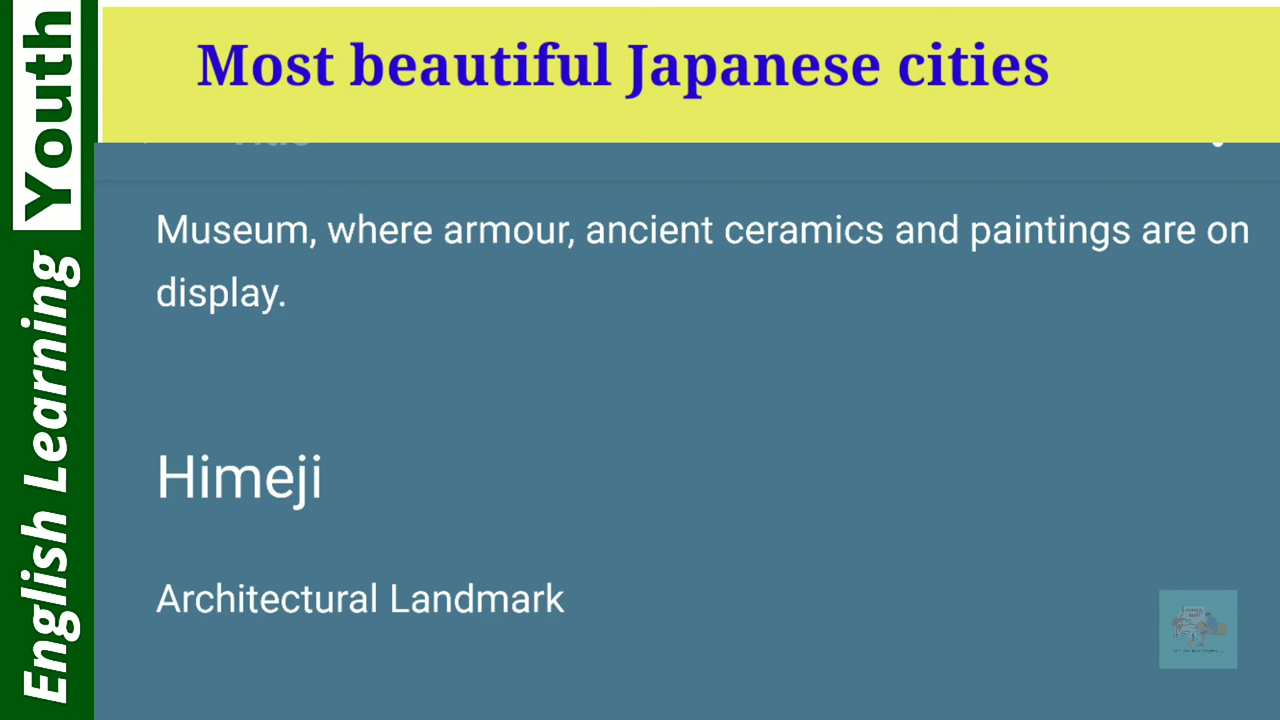 Most beautiful Japanese cities
English Learning Youth
Museum, where armour, ancient ceramics and paintings are on
display.
Himeji
Architectural Landmark